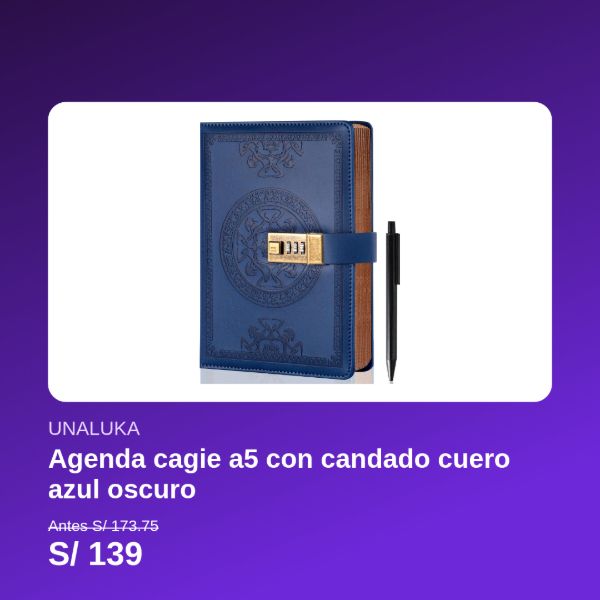 UNALUKA
Agenda cagie a5 con candado cuero
azul oscuro
Antes S/ 173.75
S/ 139